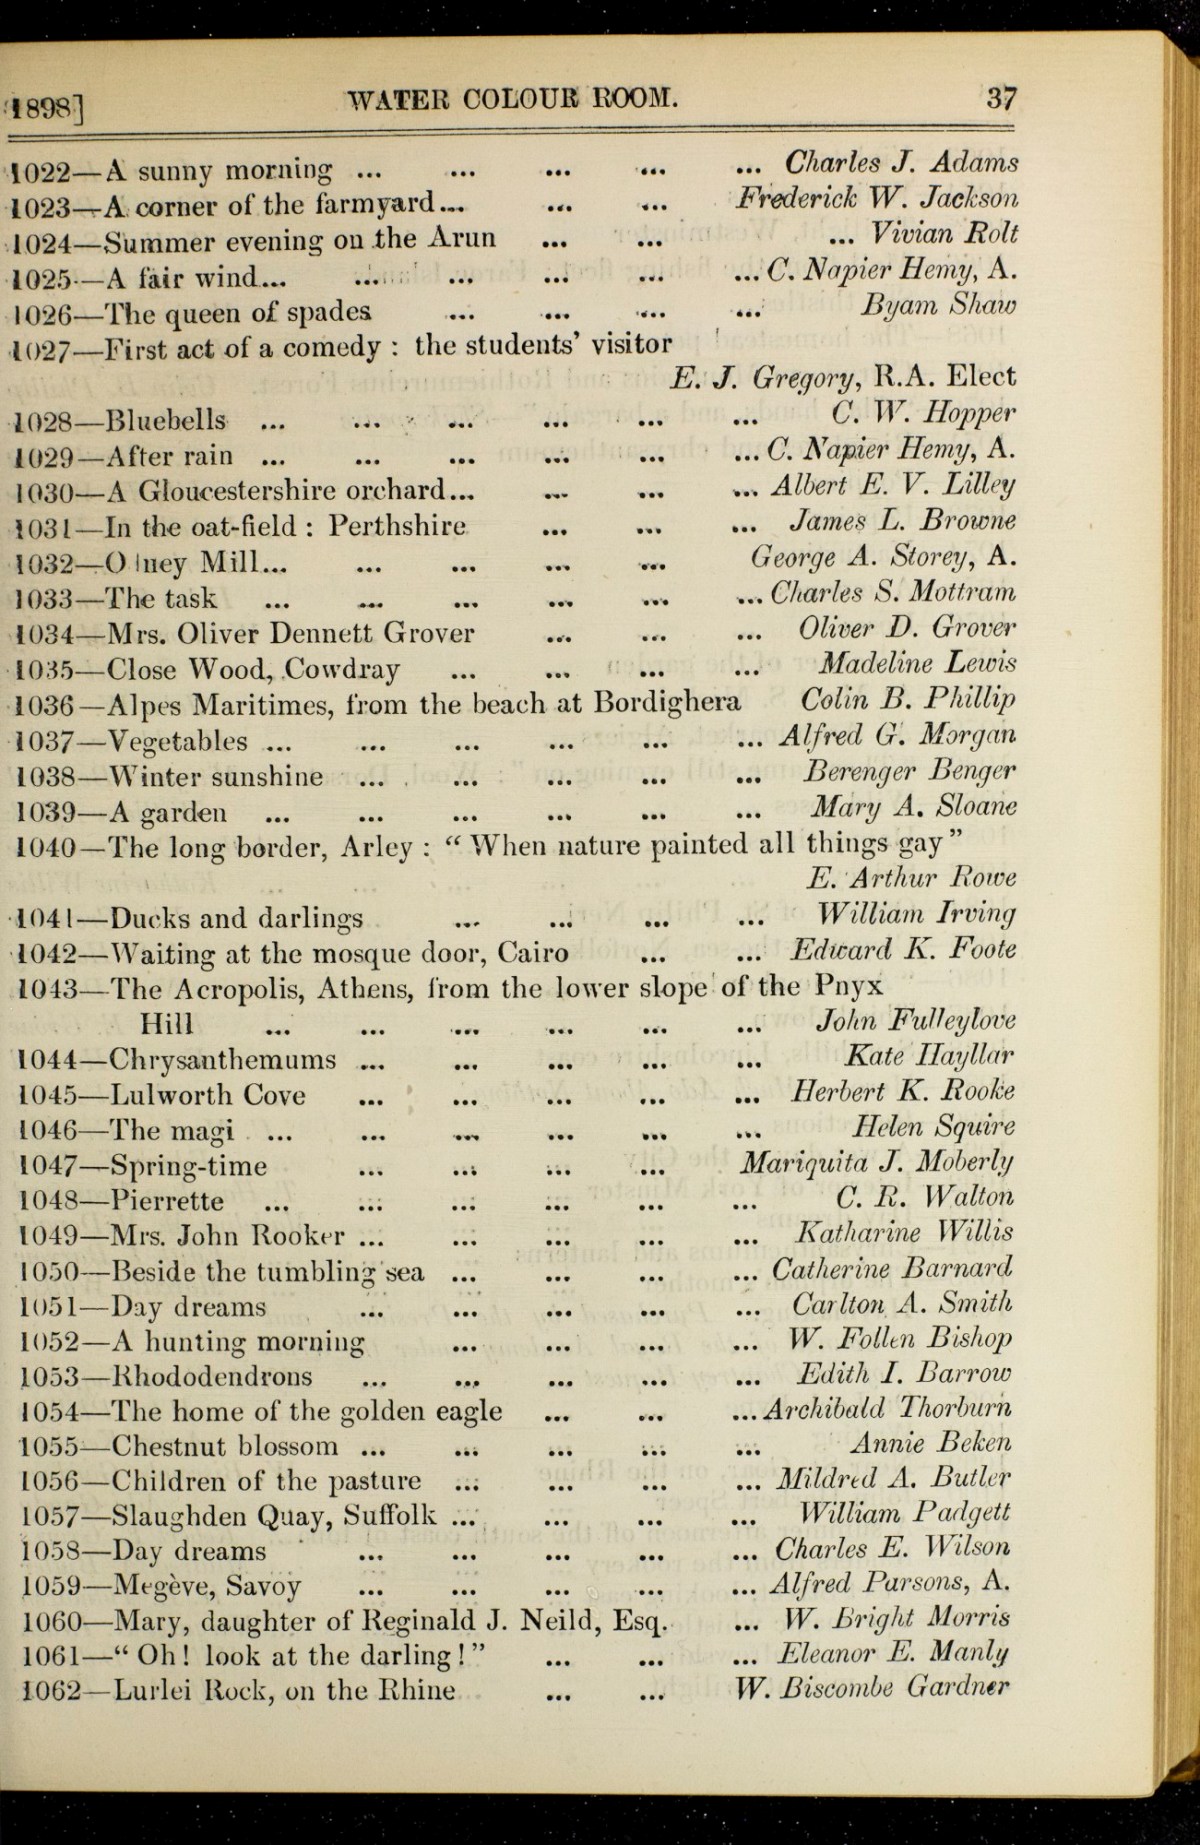 1898] WATER COLOUR ROOM. 37
1022—A sunny morning ... ... ... ... ... Charles J. Adams
1023—A corner of the farmyard... ... ... Frederick W. Jackson
1024—Summer evening on the Arun ... ... ... Vivian Rolt
1025—A fair wind... ... ... ... ... ... C. Napier Hemy, A.
1026—The queen of spades ... ... ... ... Byam Shaw
1027—First act of a comedy : the students' visitor
E. J. Gregory, R.A. Elect
1028—Bluebells ... ... ... ... ... ... C. W. Hopper
1029—After rain ... ... ... ... ... ... C. Napier Hemy, A.
1030—A Gloucestershire orchard... ... ... ... Albert E. V. Lilley
1031—In the oat-field : Perthshire ... ... ... James L. Browne
1032—Olney Mill... ... ... ... ... George A. Storey, A.
1033—The task ... ... ... ... ... ... Charles S. Mottram
1034—Mrs. Oliver Dennett Grover ... ... ... Oliver D. Grover
1035—Close Wood, Cowdray ... ... ... ... Madeline Lewis
1036—Alpes Maritimes, from the beach at Bordighera Colin B. Phillip
1037—Vegetables ... ... ... ... ... ... Alfred G. Morgan
1038—Winter sunshine ... ... ... ... ... Berenger Benger
1039—A garden ... ... ... ... ... ... Mary A. Sloane
1040—The long border, Arley : “ When nature painted all things gay ”
E. Arthur Rowe
1041—Ducks and darlings ... ... ... ... William Irving
1042—Waiting at the mosque door, Cairo ... ... Edward K. Foote
1043—The Acropolis, Athens, from the lower slope of the Pnyx
Hill ... ... ... ... ... ... John Fulleylove
1044—Chrysanthemums ... ... ... ... ... Kate Hayllar
1045—Lulworth Cove ... ... ... ... ... Herbert K. Rooke
1046—The magi ... ... ... ... ... ... Helen Squire
1047—Spring-time ... ... ... ... Mariquita J. Moberly
1048—Pierrette ... ... ... ... ... ... C. R. Walton
1049—Mrs. John Rooker ... ... ... ... ... Katharine Willis
1050—Beside the tumbling sea ... ... ... ... Catherine Barnard
1051—Day dreams ... ... ... ... ... Carlton A. Smith
1052—A hunting morning ... ... ... ... W. Follen Bishop
1053—Rhododendrons ... ... ... ... ... Edith I. Barrow
1054—The home of the golden eagle ... ... ... Archibald Thorburn
1055—Chestnut blossom ... ... ... ... ... Annie Beken
1056—Children of the pasture ... ... ... ... Mildred A. Butler
1057—Slaughden Quay, Suffolk ... ... ... ... William Padgett
1058—Day dreams ... ... ... ... ... Charles E. Wilson
1059—Megève, Savoy ... ... ... ... ... Alfred Parsons, A.
1060—Mary, daughter of Reginald J. Neild, Esq. ... W. Bright Morris
1061—“ Oh! look at the darling! ” ... ... ... Eleanor E. Manly
1062—Lurlei Rock, on the Rhine ... ... W. Biscombe Gardner